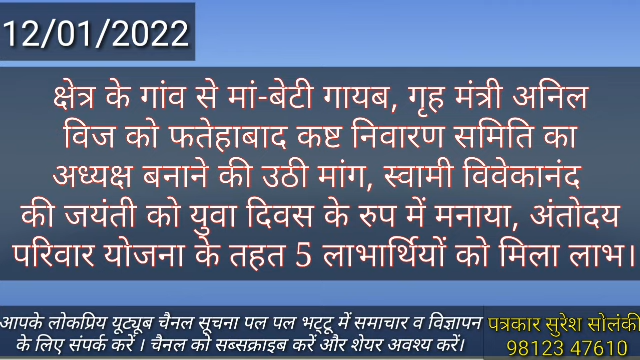 12/01/2022
क्षेत्र के गांव से मां-बेटी गायब, गृह मंत्री अनिल
विज को फतेहाबाद कष्ट निवारण समिति का
अध्यक्ष बनाने की उठी मांग, स्वामी विवेकानंद
की जयंती को युवा दिवस के रुप में मनाया, अंतोदय
परिवार योजना के तहत 5 लाभार्थियों को मिला लाभ।
आपके लोकप्रिय यूट्यूब चैनल सूचना पल पल भट्टू में समाचार व विज्ञापन
के लिए संपर्क करें । चैनल को सब्सक्राइब करें और शेयर अवश्य करें।
पत्रकार सुरेश सोलंकी
98123 47610